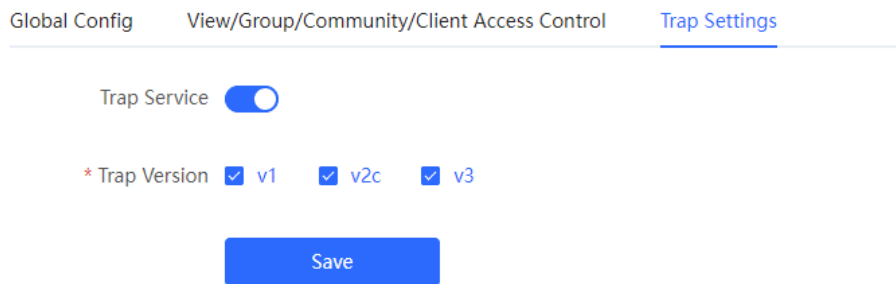 Global Config View/Group/Community/Client Access Control Trap Settings
Trap Service
* Trap Version v1 v2c v3
Save